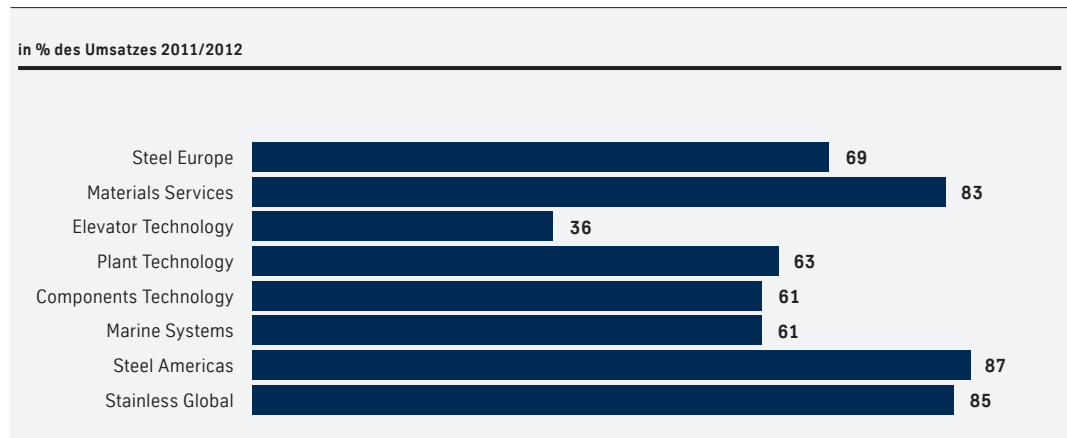 in % des Umsatzes 2011/2012
Steel Europe 69
Materials Services 83
Elevator Technology 36
Plant Technology 63
Components Technology 61
Marine Systems 61
Steel Americas 87
Stainless Global 85